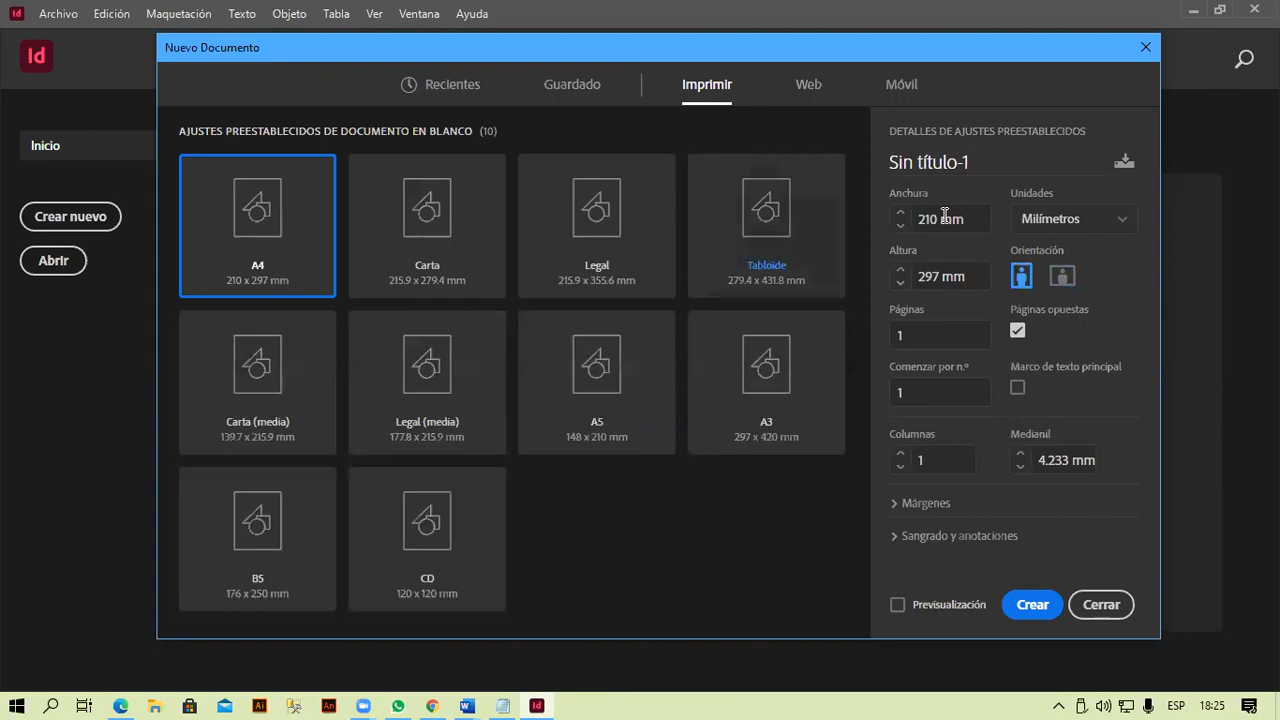 Id Archivo Edición Maquetación Texto Objeto Tabla Ver Ventana Ayuda
Id
Nuevo Documento
Recientes Guardado Imprimir Web Móvil
Inicio
Crear nuevo
Abrir
AJUSTES PREESTABLECIDOS DE DOCUMENTO EN BLANCO (10)
A4
210 x 297 mm
Carta
215.9 x 279.4 mm
Legal
215.9 x 355.6 mm
Tabloide
279.4 x 431.8 mm
Carta (media)
139.7 x 215.9 mm
Legal (media)
177.8 x 215.9 mm
A5
148 x 210 mm
A3
297 x 420 mm
B5
176 x 250 mm
CD
120 x 120 mm
DETALLES DE AJUSTES PREESTABLECIDOS
Sin título-1
Anchura Unidades
210 mm Milímetros
Altura Orientación
297 mm
Páginas Páginas opuestas
1
Comenzar por n.º Marco de texto principal
1
Columnas Medianil
1 4.233 mm
Márgenes
Sangrado y anotaciones
Previsualización Crear Cerrar
Ai An Id ESP 18:25